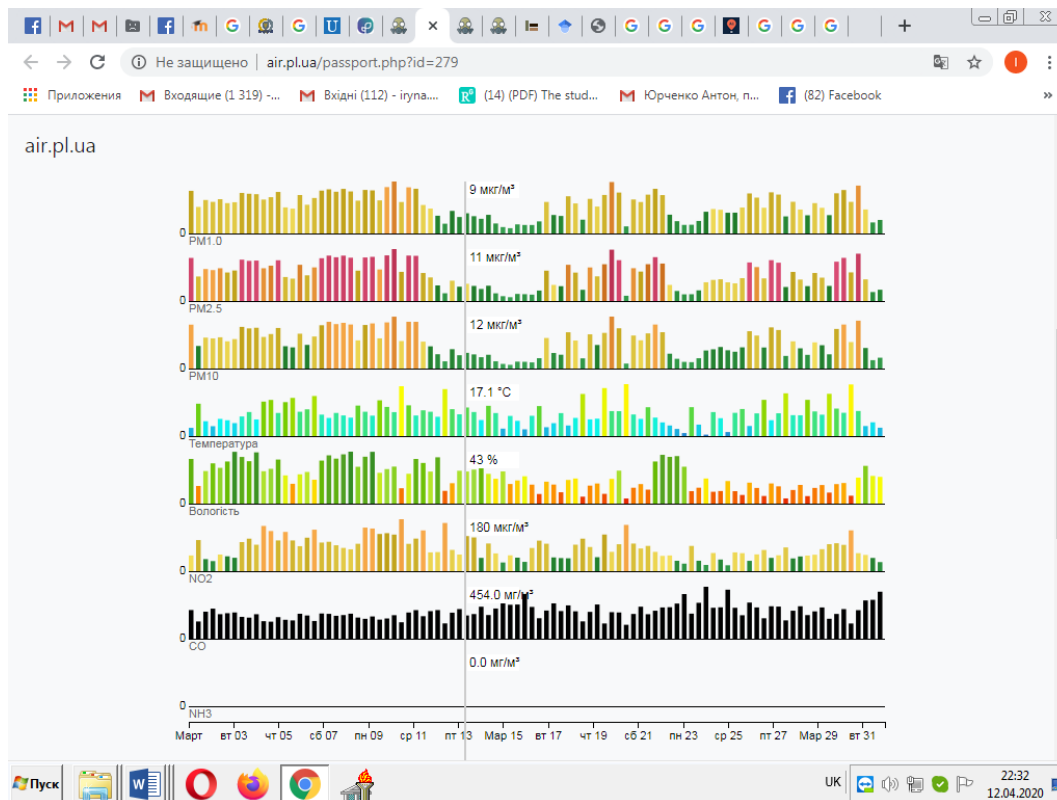 Не защищено | air.pl.ua/passport.php?id=279
Приложения Входящие (1 319) -... Вхідні (112) - iryna.... (14) (PDF) The stud... Юрченко Антон, п... (82) Facebook »
air.pl.ua
9 мкг/м³
0
PM1.0
11 мкг/м³
0
PM2.5
12 мкг/м³
0
PM10
17.1 °C
0
Температура
43 %
0
Вологість
180 мкг/м³
0
NO2
454.0 мг/м³
0
CO
0.0 мг/м³
0
NH3
Март вт 03 чт 05 сб 07 пн 09 ср 11 пт 13 Мар 15 вт 17 чт 19 сб 21 пн 23 ср 25 пт 27 Мар 29 вт 31
Пуск UK 22:32
12.04.2020